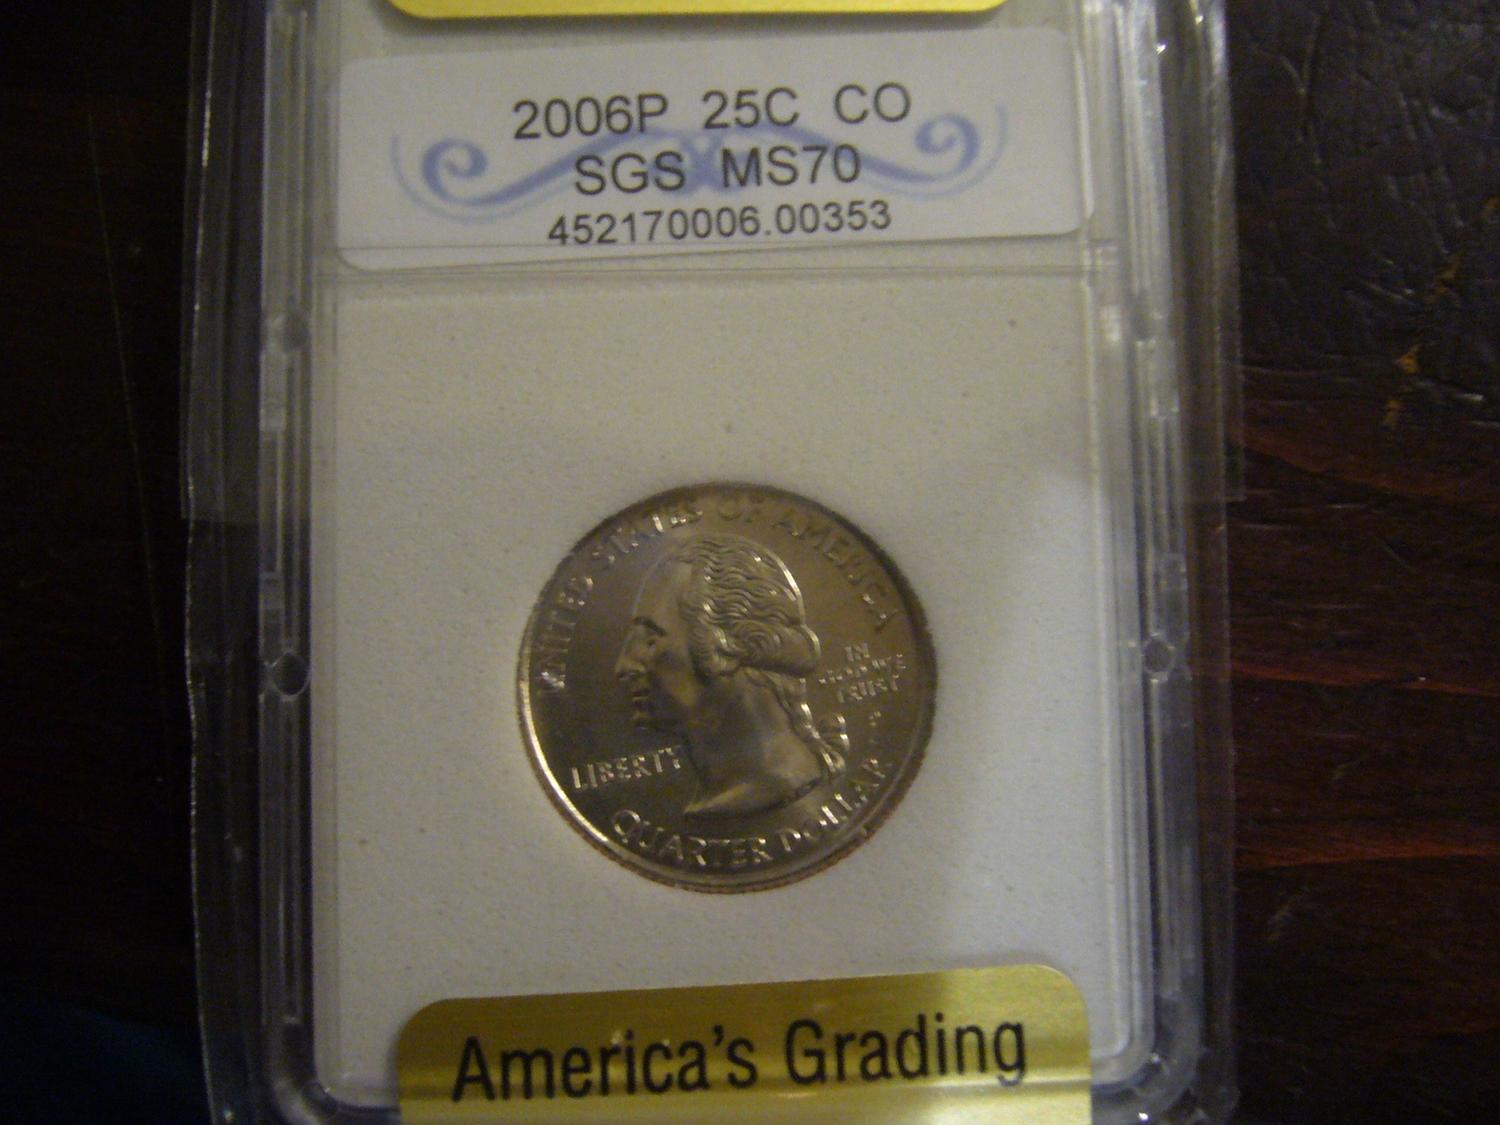 2006P 25C CO
SGS MS70
452170006.00353
UNITED STATES OF AMERICA
IN
GOD WE
TRUST
P
LIBERTY
QUARTER DOLLAR
America's Grading